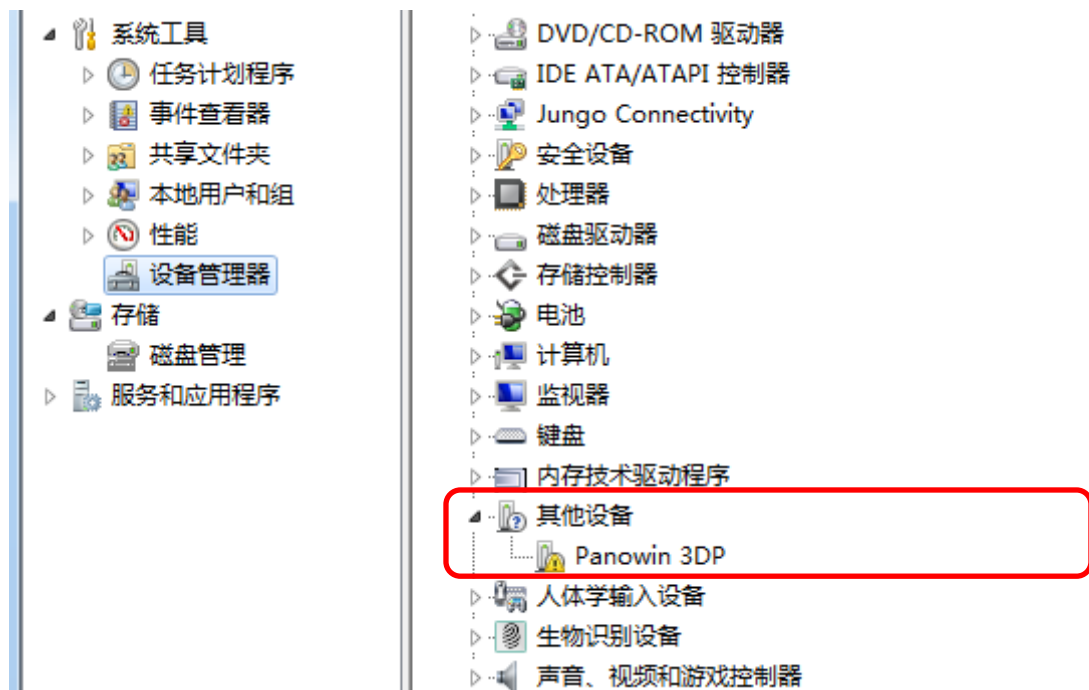 系统工具
任务计划程序
事件查看器
共享文件夹
本地用户和组
性能
设备管理器
存储
磁盘管理
服务和应用程序
DVD/CD-ROM 驱动器
IDE ATA/ATAPI 控制器
Jungo Connectivity
安全设备
处理器
磁盘驱动器
存储控制器
电池
计算机
监视器
键盘
内存技术驱动程序
其他设备
Panowin 3DP
人体学输入设备
生物识别设备
声音、视频和游戏控制器